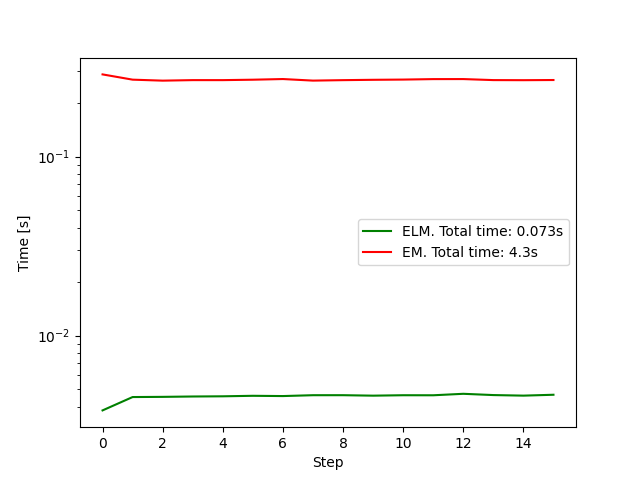 10⁻¹
10⁻²
Time [s]
ELM. Total time: 0.073s
EM. Total time: 4.3s
0 2 4 6 8 10 12 14
Step